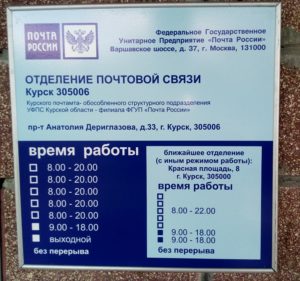 ПОЧТА
РОССИИ
Федеральное Государственное
Унитарное Предприятие «Почта России»
Варшавское шоссе, д. 37, г. Москва, 131000
ОТДЕЛЕНИЕ ПОЧТОВОЙ СВЯЗИ
Курск 305006
Курского почтамта- обособленного структурного подразделения
УФПС Курской области - филиала ФГУП «Почта России»
пр-т Анатолия Дериглазова, д.33, г. Курск, 305006
время работы
8.00 - 20.00
8.00 - 20.00
8.00 - 20.00
8.00 - 20.00
8.00 - 20.00
9.00 - 18.00
выходной
без перерыва
ближайшее отделение
(с иным режимом работы):
Красная площадь, 8
г. Курск, 305000
время работы
8.00 - 22.00
9.00 - 18.00
9.00 - 18.00
без перерыва